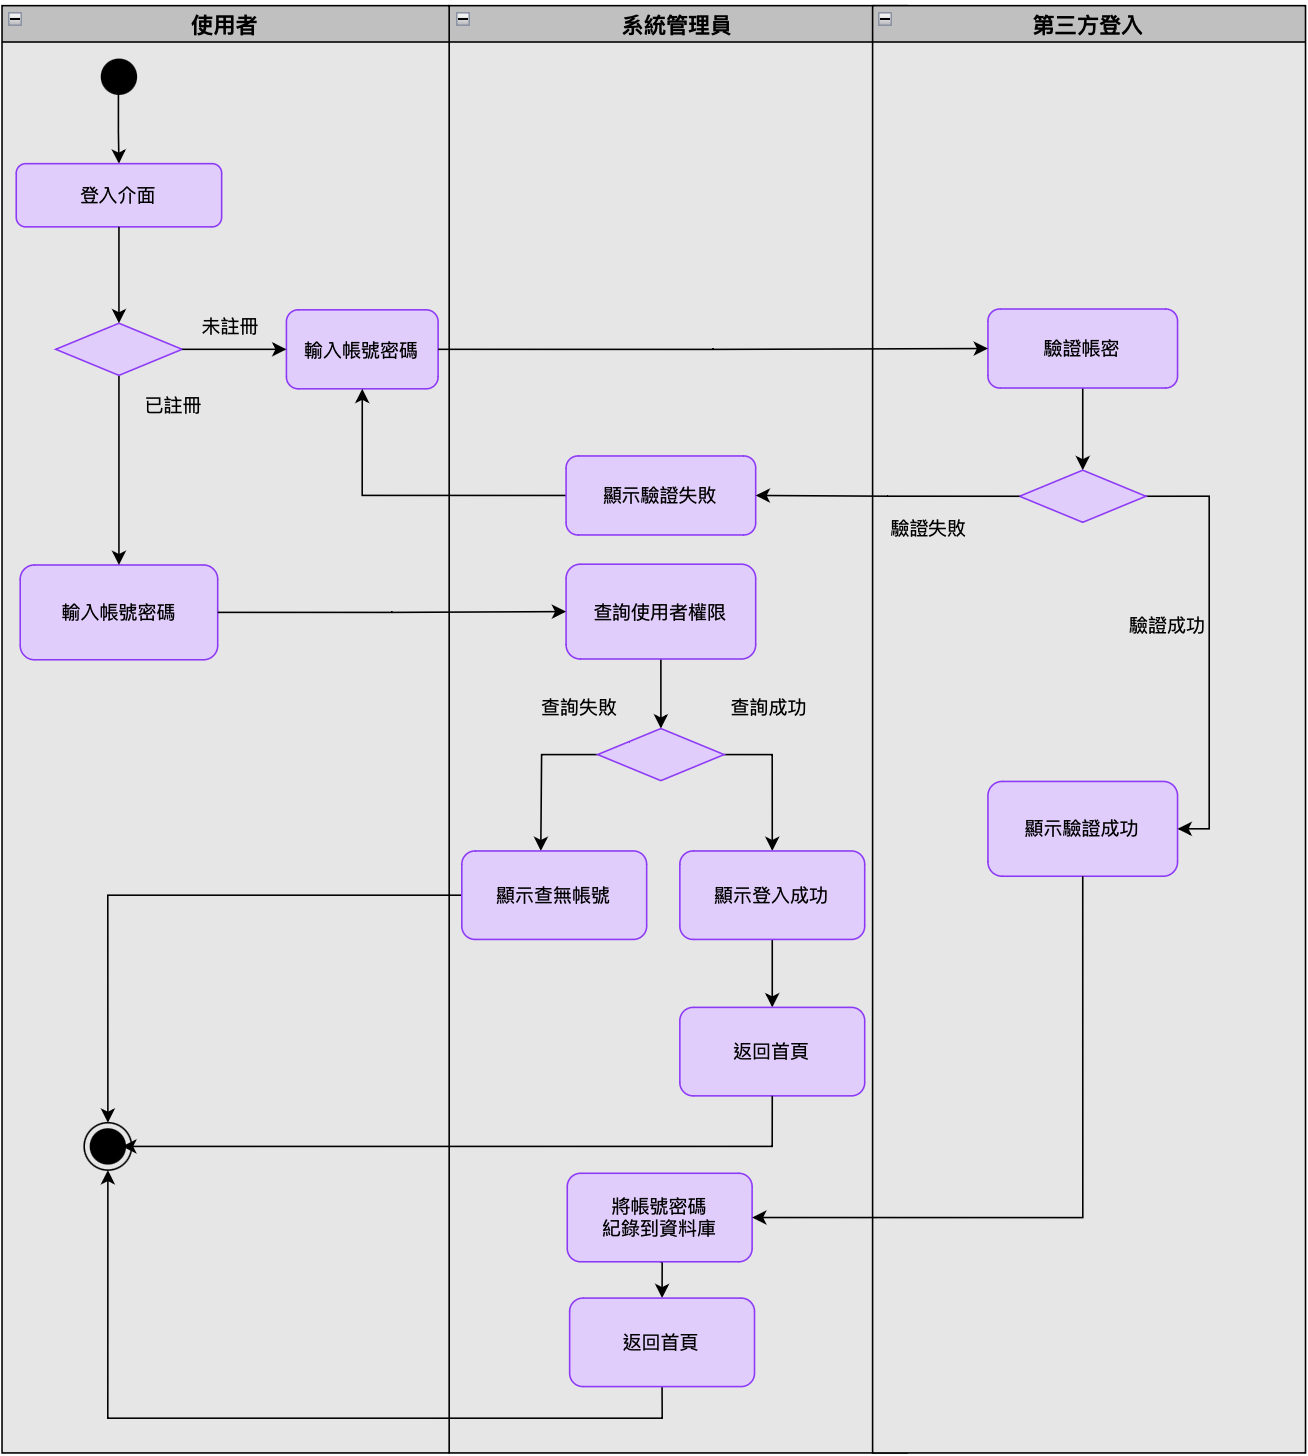 使用者
系統管理員
第三方登入
登入介面
未註冊
輸入帳號密碼
驗證帳密
已註冊
顯示驗證失敗
驗證失敗
輸入帳號密碼
查詢使用者權限
驗證成功
查詢失敗
查詢成功
顯示驗證成功
顯示查無帳號
顯示登入成功
返回首頁
將帳號密碼
紀錄到資料庫
返回首頁